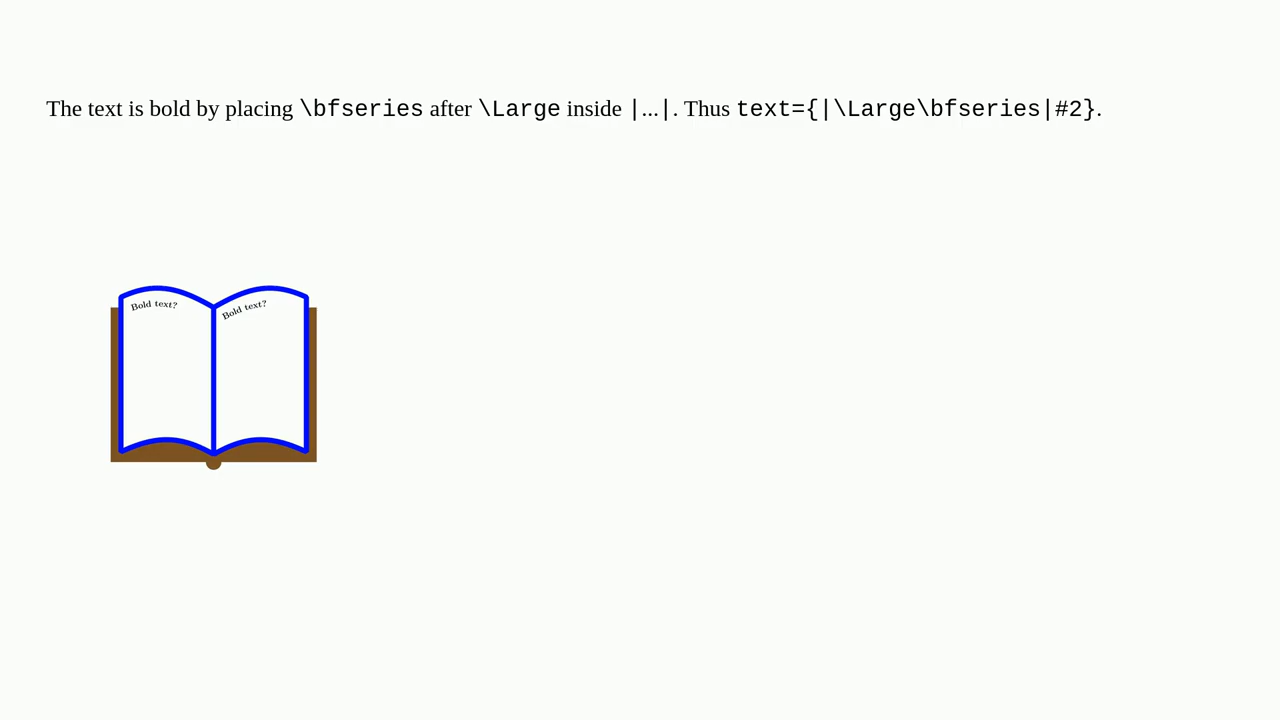 The text is bold by placing \bfseries after \Large inside |...|. Thus text={|\Large\bfseries|#2}.
Bold text?
Bold text?